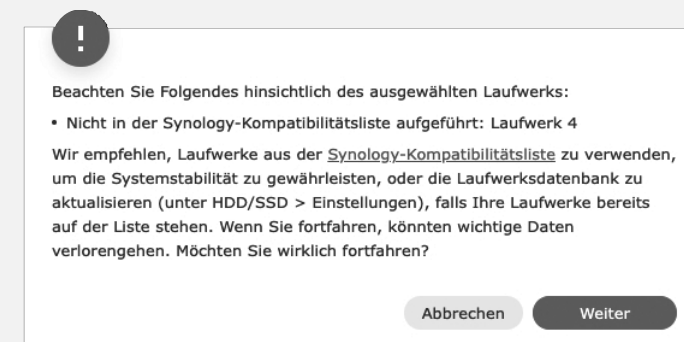 Beachten Sie Folgendes hinsichtlich des ausgewählten Laufwerks:
• Nicht in der Synology-Kompatibilitätsliste aufgeführt: Laufwerk 4
Wir empfehlen, Laufwerke aus der Synology-Kompatibilitätsliste zu verwenden,
um die Systemstabilität zu gewährleisten, oder die Laufwerksdatenbank zu
aktualisieren (unter HDD/SSD > Einstellungen), falls Ihre Laufwerke bereits
auf der Liste stehen. Wenn Sie fortfahren, könnten wichtige Daten
verlorengehen. Möchten Sie wirklich fortfahren?
Abbrechen
Weiter